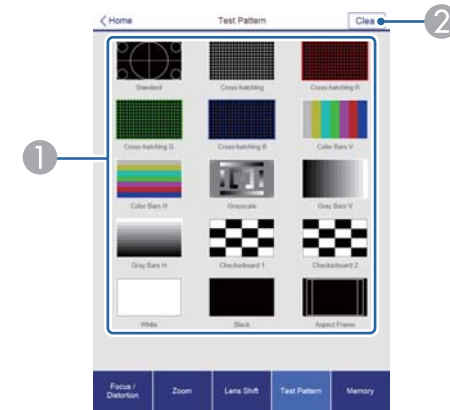 Home Test Pattern Clea
2
Standard Cross-hatching Cross-hatching R
1
Cross-hatching G Cross-hatching B Color Bars V
Color Bars H Grayscale Gray Bars V
Gray Bars H Checkerboard 1 Checkerboard 2
White Black Aspect Frame
Focus /
Distortion Zoom Lens Shift Test Pattern Memory